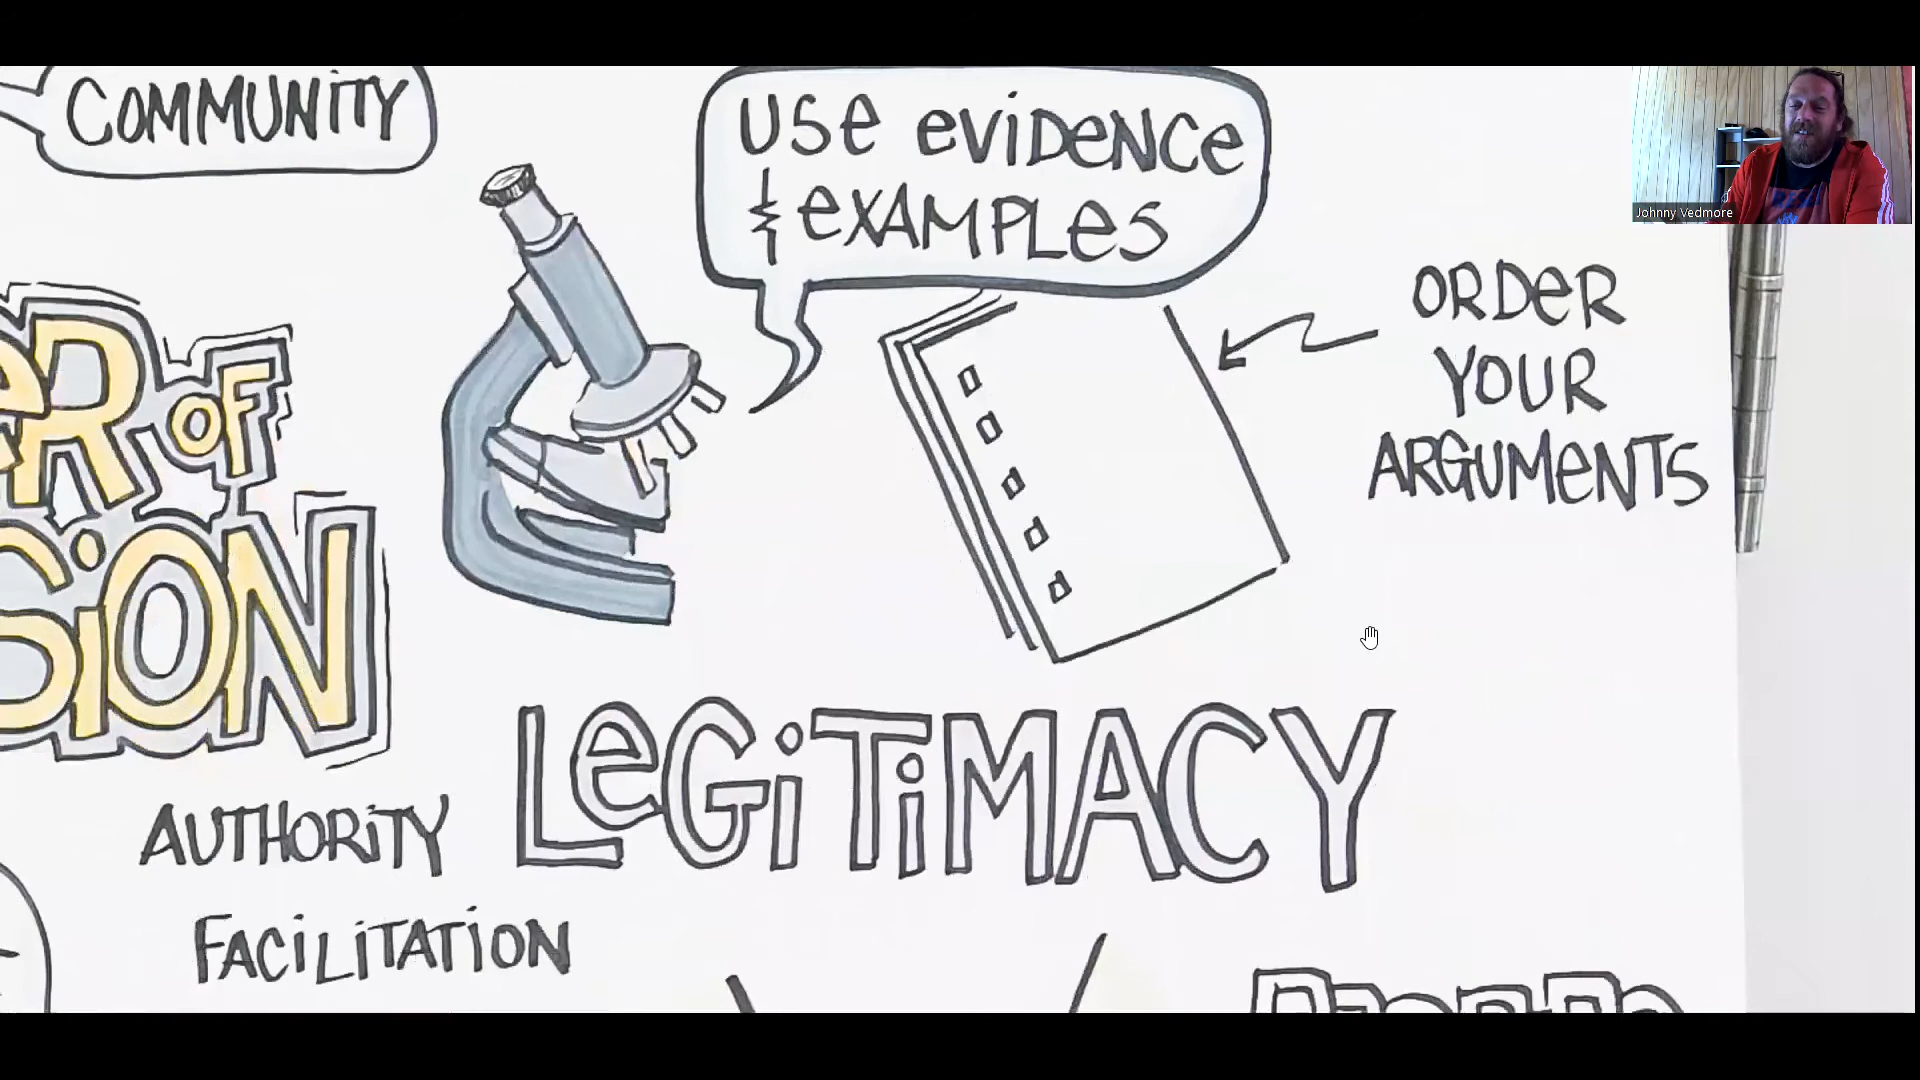 COMMUNITY
USE EVIDENCE
& EXAMPLES
Johnny Vedmore
ORDER
YOUR
ARGUMENTS
OF
LEGITIMACY
AUTHORITY
FACILITATION